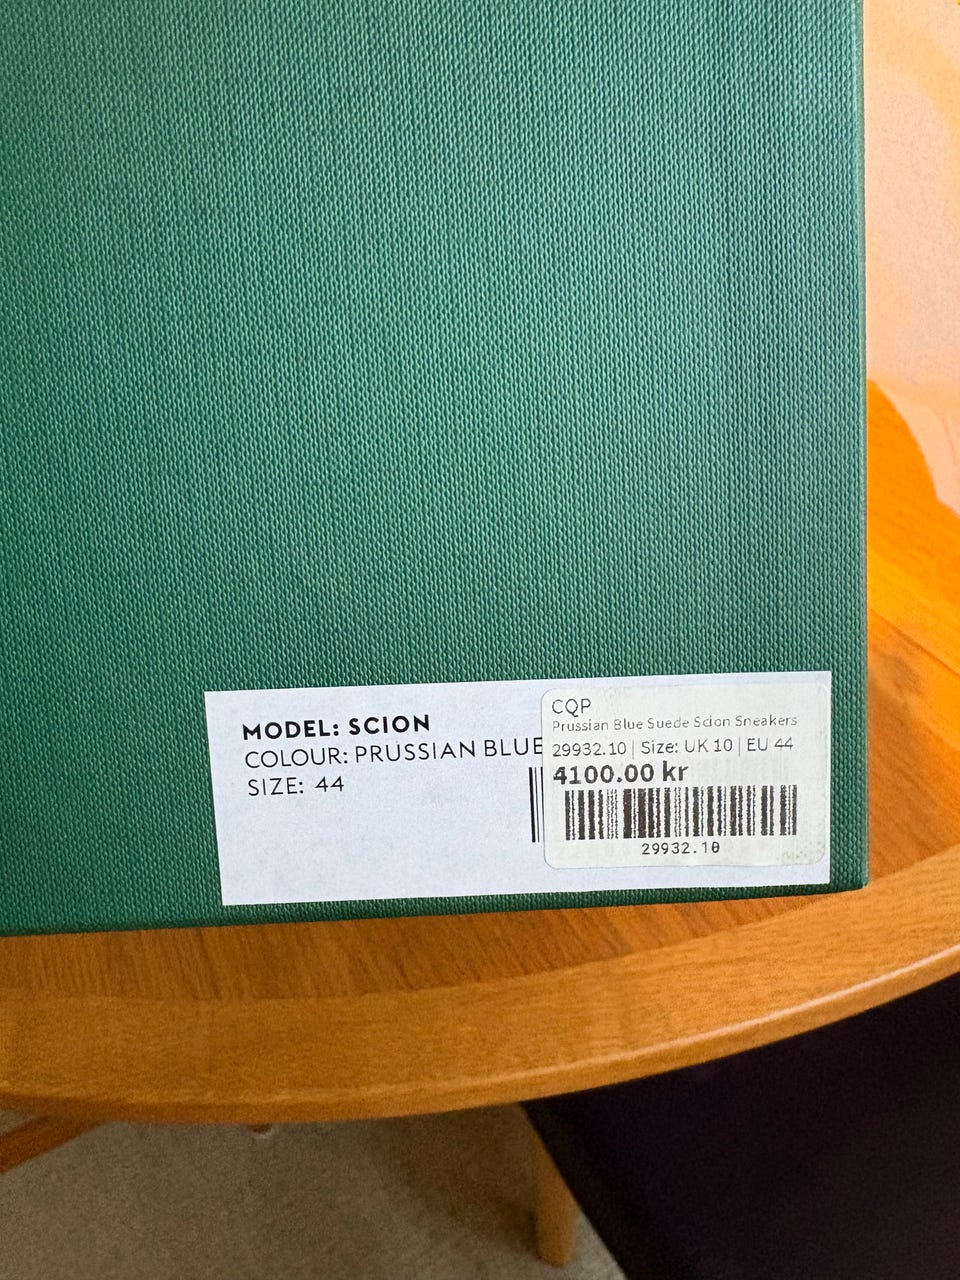 MODEL: SCION
COLOUR: PRUSSIAN BLUE
SIZE: 44
CQP
Prussian Blue Suede Scion Sneakers
29932.10 | Size: UK 10 | EU 44
4100.00 kr
29932.10